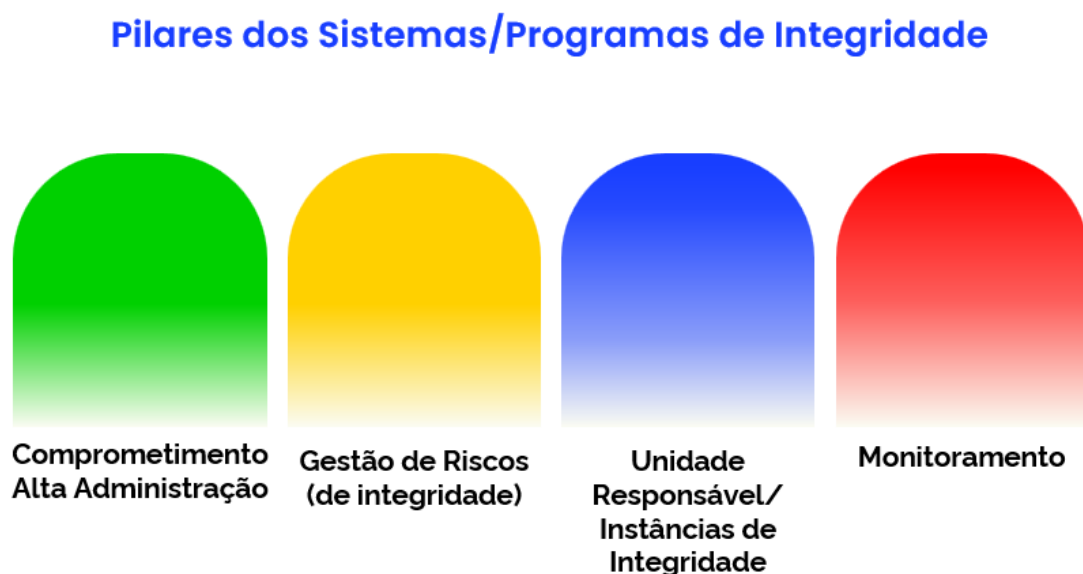 Pilares dos Sistemas/Programas de Integridade
Comprometimento
Alta Administração
Gestão de Riscos
(de integridade)
Unidade
Responsável/
Instâncias de
Integridade
Monitoramento